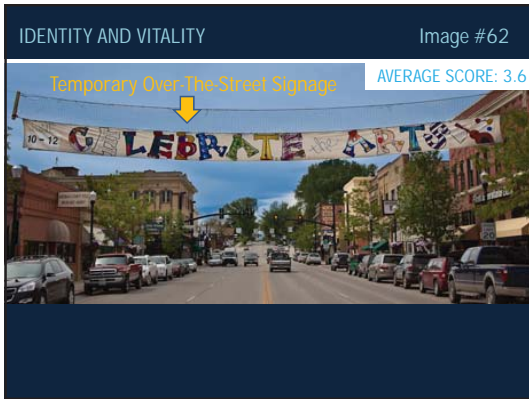 IDENTITY AND VITALITY
Image #62
AVERAGE SCORE: 3.6
Temporary Over-The-Street Signage
10 - 12 CELEBRATE the ARTS